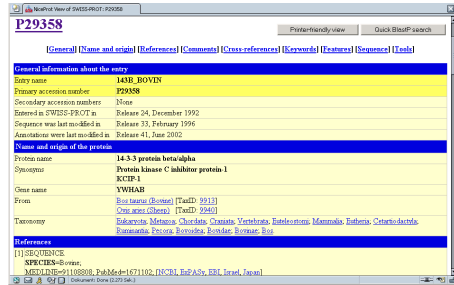 NiceProt View of SWISS-PROT: P29358
P29358
Printer-friendly view
Quick BlastP search
[General] [Name and origin] [References] [Comments] [Cross-references] [Keywords] [Features] [Sequence] [Tools]
General information about the entry
Entry name 143B_BOVIN
Primary accession number P29358
Secondary accession numbers None
Entered in SWISS-PROT in Release 24, December 1992
Sequence was last modified in Release 33, February 1996
Annotations were last modified in Release 41, June 2002
Name and origin of the protein
Protein name 14-3-3 protein beta/alpha
Synonyms Protein kinase C inhibitor protein-1
KCIP-1
Gene name YWHAB
From Bos taurus (Bovine) [TaxID: 9913]
Ovis aries (Sheep) [TaxID: 9940]
Taxonomy Eukaryota; Metazoa; Chordata; Craniata; Vertebrata; Euteleostomi; Mammalia; Eutheria; Cetartiodactyla;
Ruminantia; Pecora; Bovoidea; Bovidae; Bovinae; Bos
References
[1] SEQUENCE.
SPECIES=Bovine;
MEDLINE=91108808; PubMed=1671102; [NCBI, ExPASy, EBI, Israel, Japan]
Dokument: Done (2.273 Sek.)